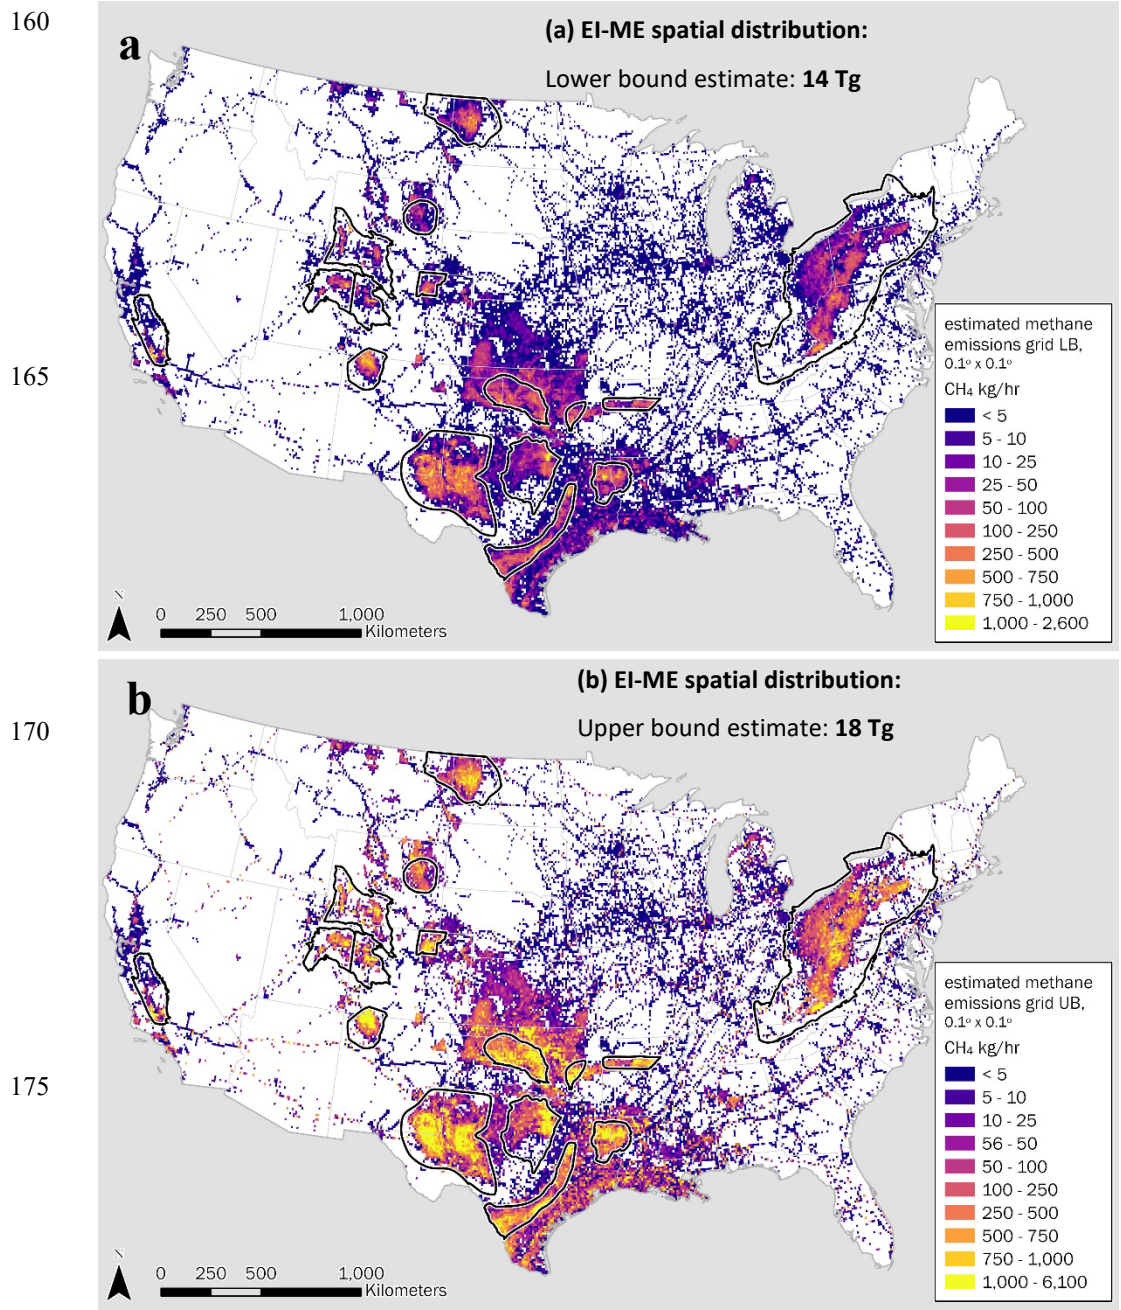 160
a
(a) EI-ME spatial distribution:
Lower bound estimate: 14 Tg
165
estimated methane
emissions grid LB,
0.1º x 0.1º
CH₄ kg/hr
< 5
5 - 10
10 - 25
25 - 50
50 - 100
100 - 250
250 - 500
500 - 750
750 - 1,000
1,000 - 2,600
N
0 250 500 1,000
Kilometers
170
b
(b) EI-ME spatial distribution:
Upper bound estimate: 18 Tg
175
estimated methane
emissions grid UB,
0.1º x 0.1º
CH₄ kg/hr
< 5
5 - 10
10 - 25
56 - 50
50 - 100
100 - 250
250 - 500
500 - 750
750 - 1,000
1,000 - 6,100
N
0 250 500 1,000
Kilometers